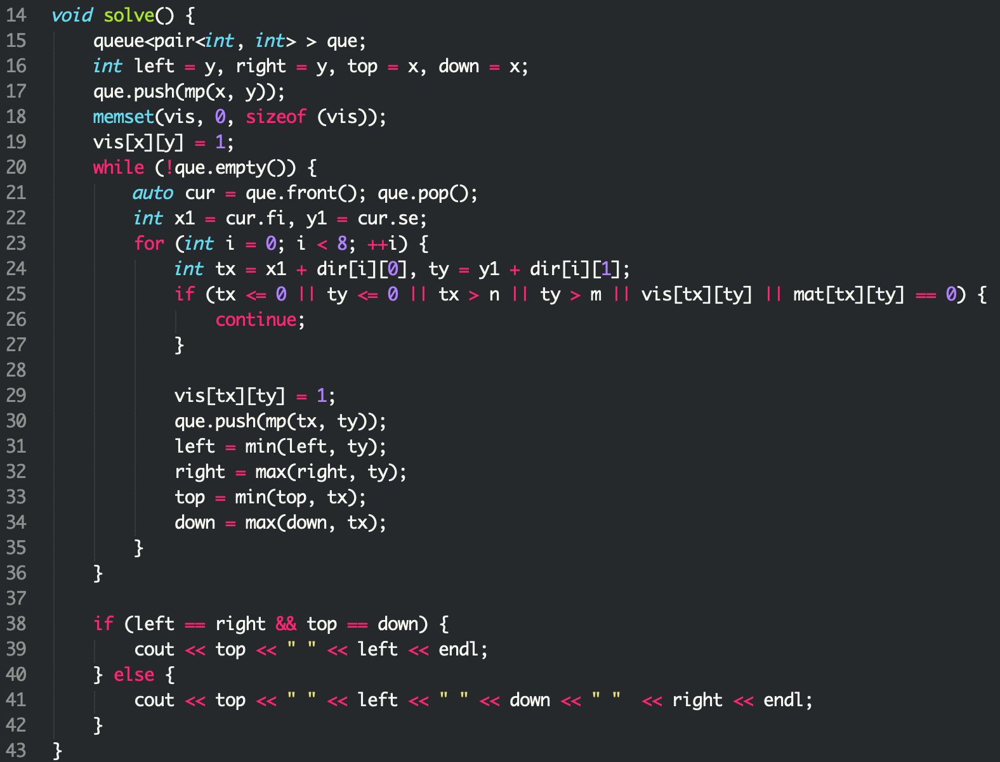 14 void solve() {
15     queue<pair<int, int> > que;
16     int left = y, right = y, top = x, down = x;
17     que.push(mp(x, y));
18     memset(vis, 0, sizeof (vis));
19     vis[x][y] = 1;
20     while (!que.empty()) {
21         auto cur = que.front(); que.pop();
22         int x1 = cur.fi, y1 = cur.se;
23         for (int i = 0; i < 8; ++i) {
24             int tx = x1 + dir[i][0], ty = y1 + dir[i][1];
25             if (tx <= 0 || ty <= 0 || tx > n || ty > m || vis[tx][ty] || mat[tx][ty] == 0) {
26                 continue;
27             }
28
29             vis[tx][ty] = 1;
30             que.push(mp(tx, ty));
31             left = min(left, ty);
32             right = max(right, ty);
33             top = min(top, tx);
34             down = max(down, tx);
35         }
36     }
37
38     if (left == right && top == down) {
39         cout << top << " " << left << endl;
40     } else {
41         cout << top << " " << left << " " << down << " "  << right << endl;
42     }
43 }